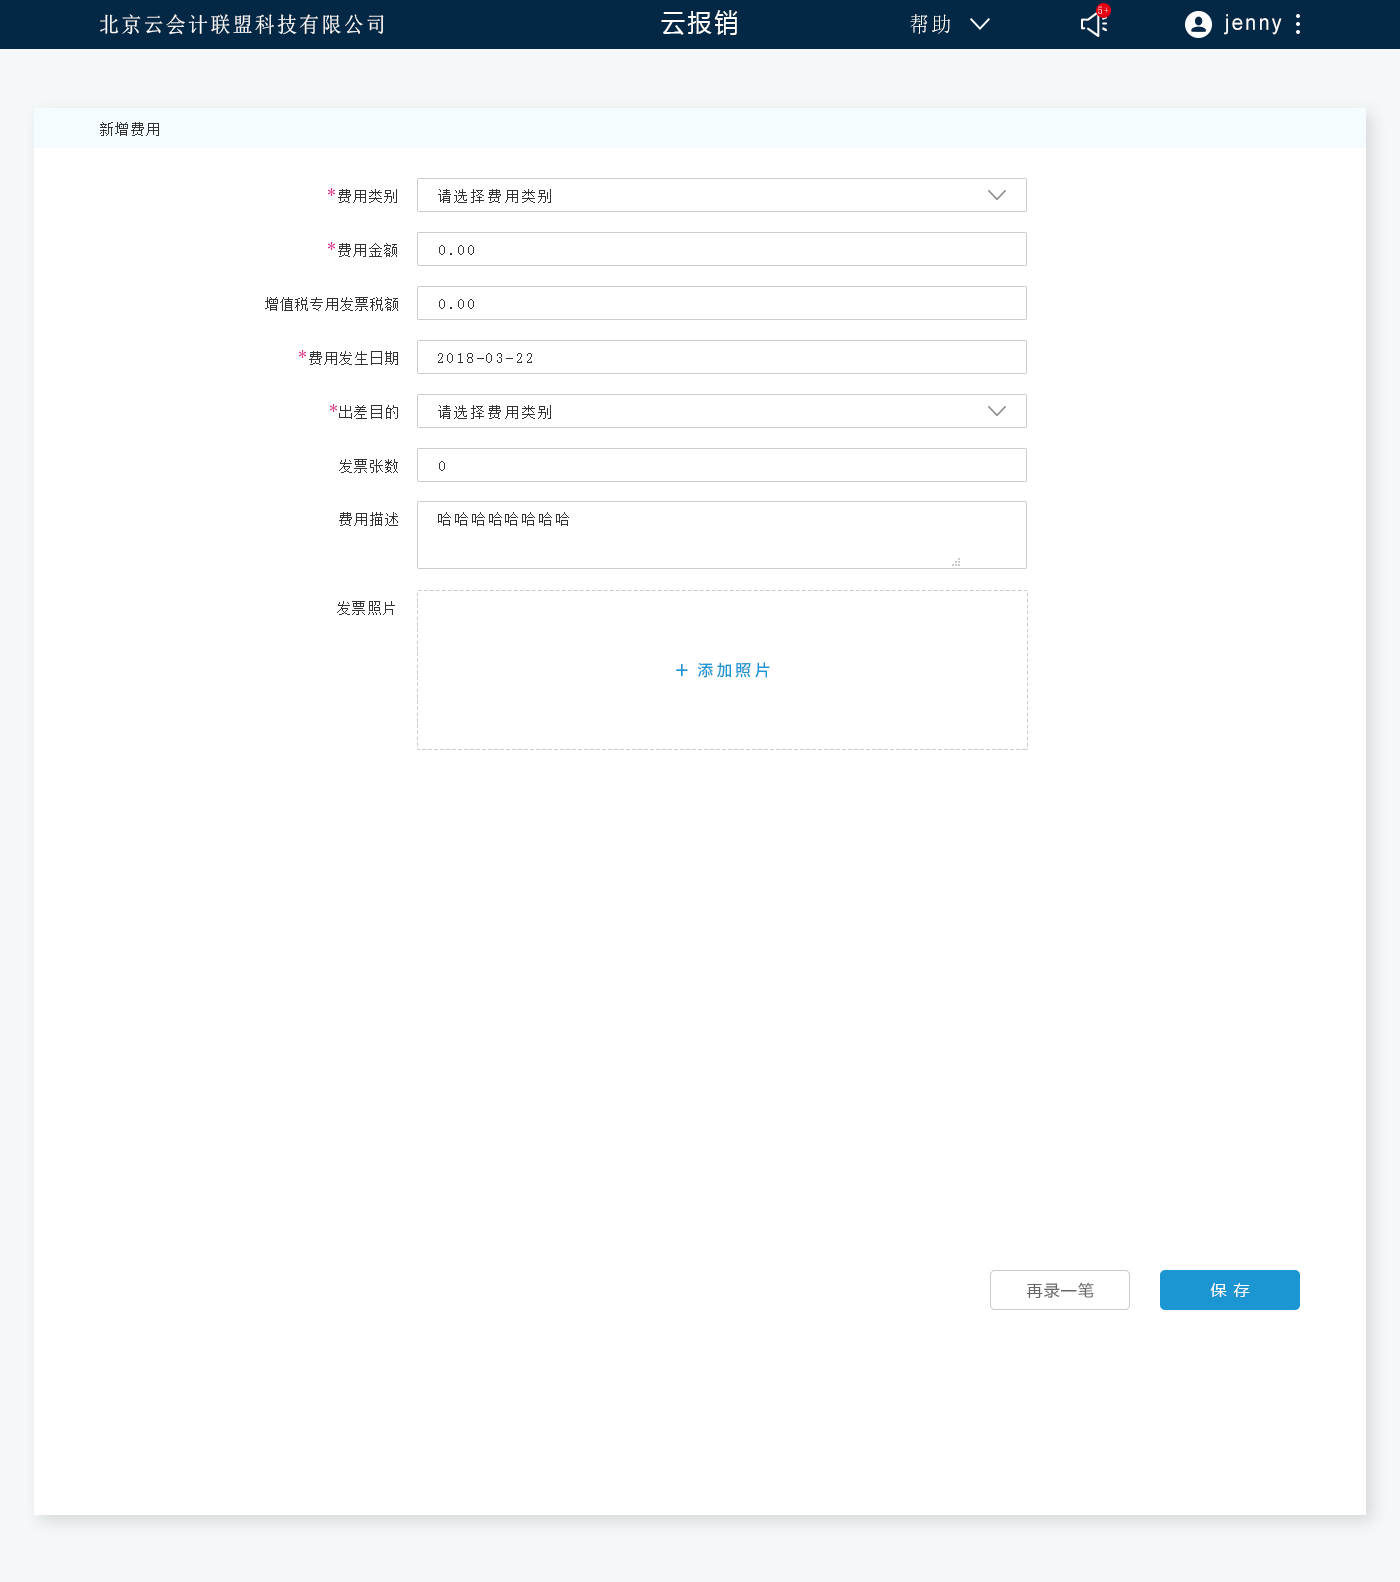 北京云会计联盟科技有限公司 云报销 帮助 5+ jenny
新增费用
*费用类别 请选择费用类别
*费用金额 0.00
增值税专用发票税额 0.00
*费用发生日期 2018-03-22
*出差目的 请选择费用类别
发票张数 0
费用描述 哈哈哈哈哈哈哈哈
发票照片
+ 添加照片
再录一笔 保存